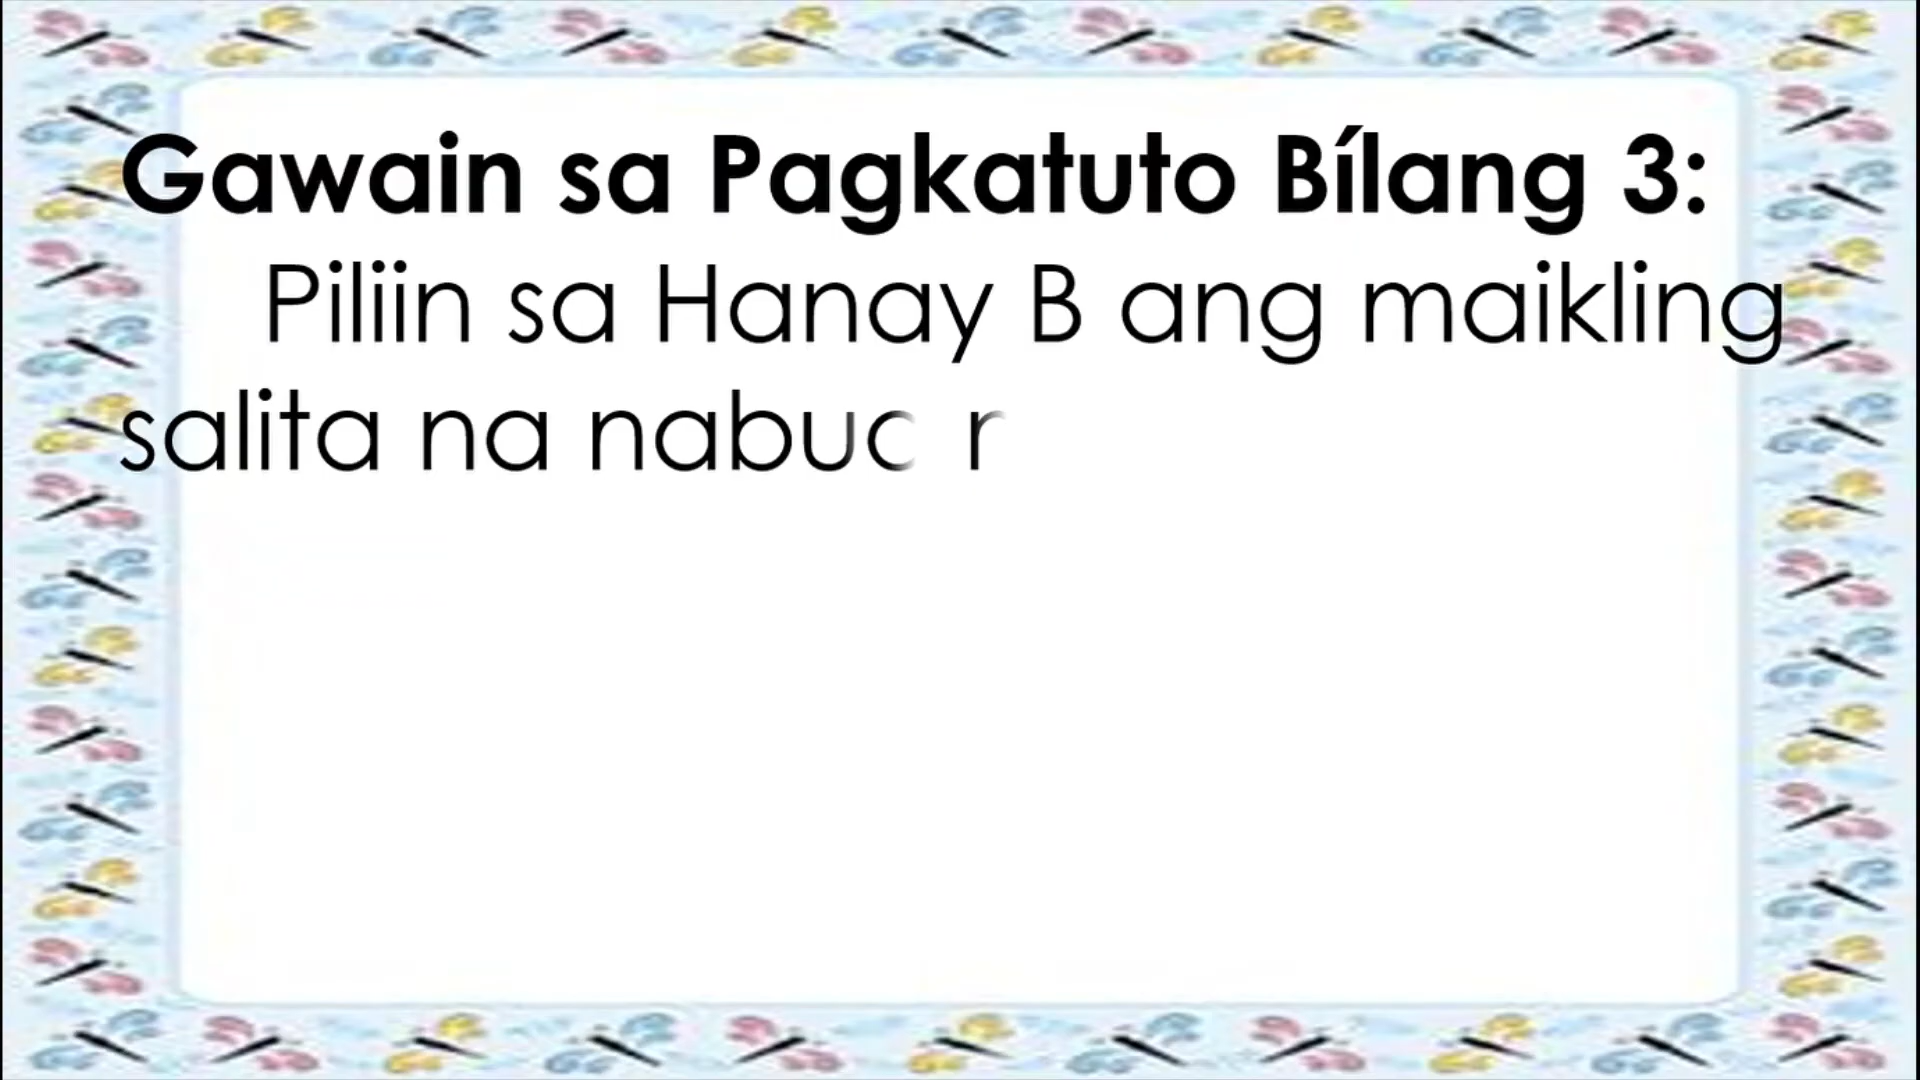 Gawain sa Pagkatuto Bílang 3:
Piliin sa Hanay B ang maikling
salita na